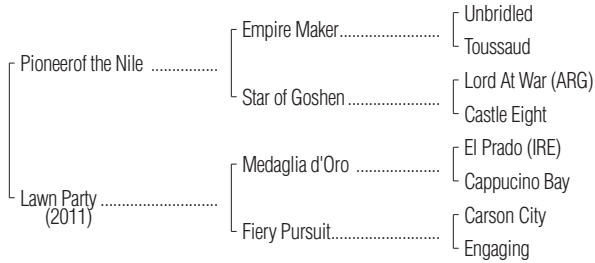 Unbridled
Empire Maker....................
Toussaud
Pioneerof the Nile ................
Lord At War (ARG)
Star of Goshen ..................
Castle Eight
El Prado (IRE)
Medaglia d'Oro ................
Cappucino Bay
Lawn Party ............................
(2011)
Carson City
Fiery Pursuit.....................
Engaging